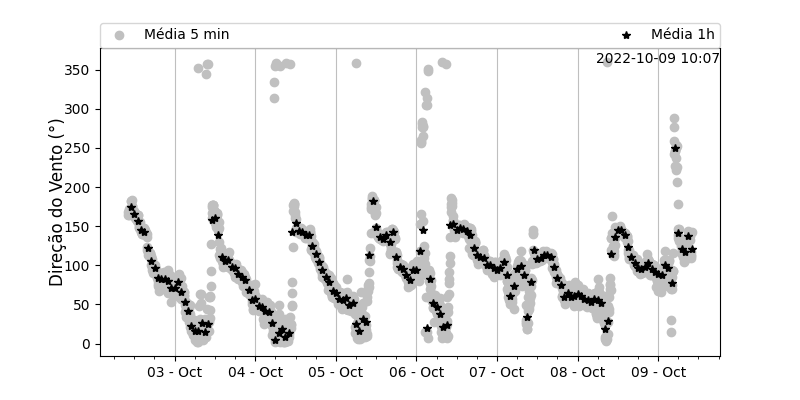 Média 5 min
Média 1h
2022-10-09 10:07
Direção do Vento (°)
350
300
250
200
150
100
50
0
03 - Oct
04 - Oct
05 - Oct
06 - Oct
07 - Oct
08 - Oct
09 - Oct